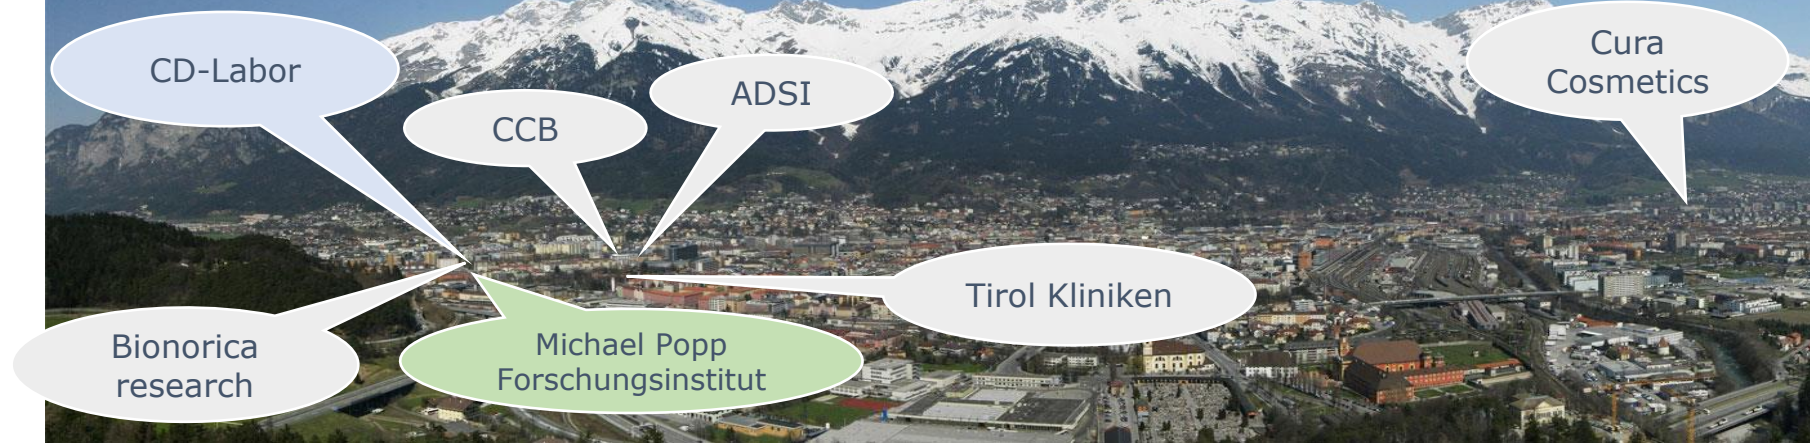 CD-Labor
CCB
ADSI
Cura
Cosmetics
Tirol Kliniken
Bionorica
research
Michael Popp
Forschungsinstitut